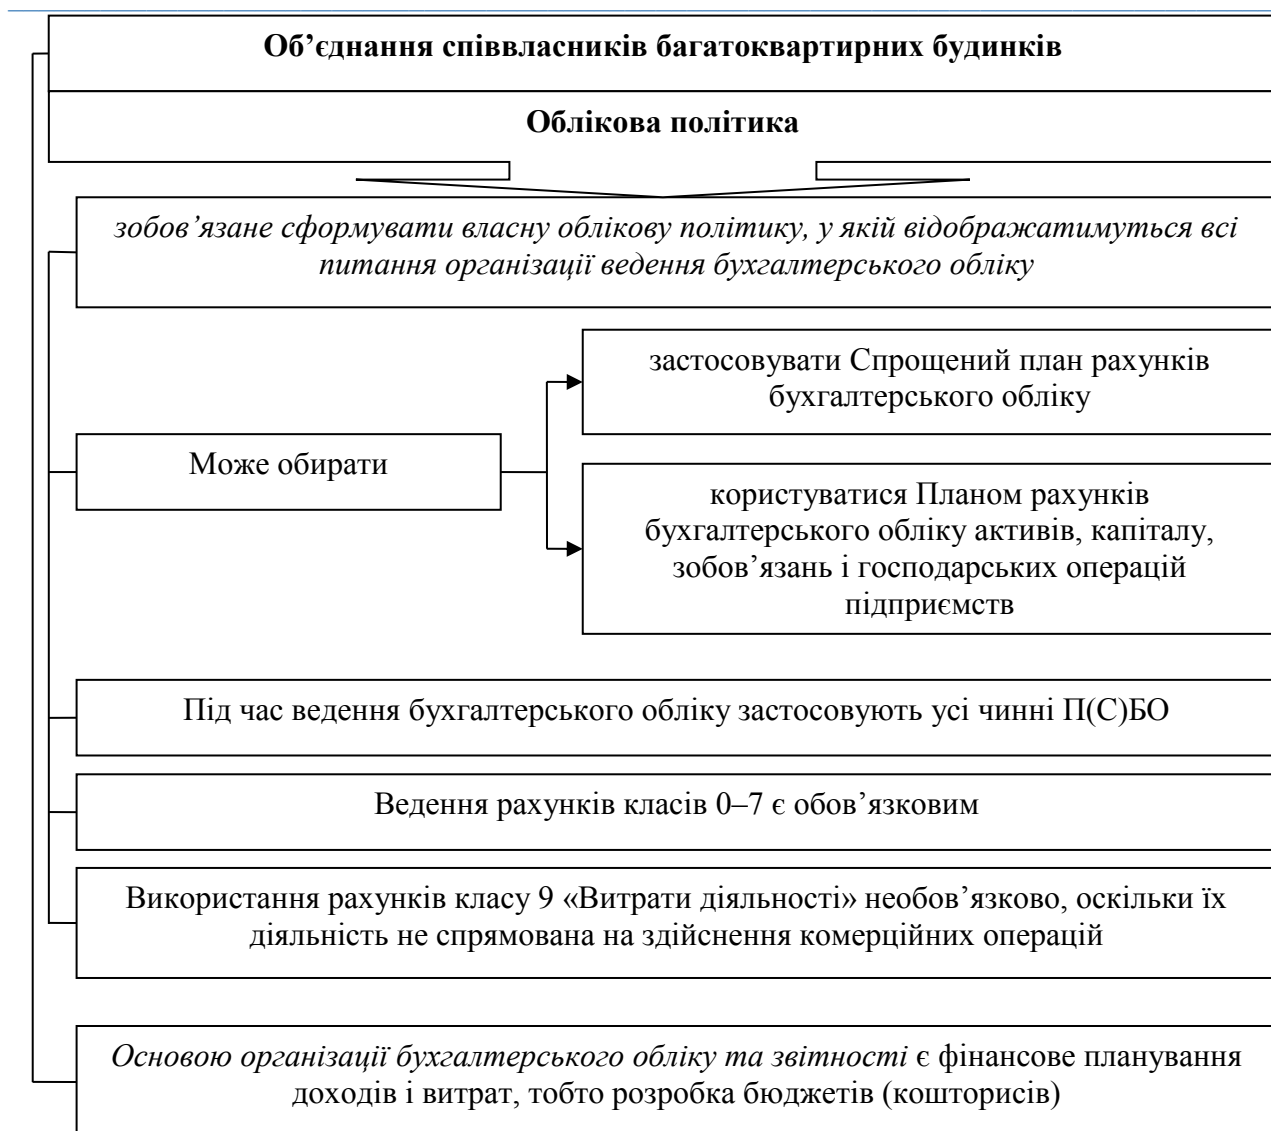 Об’єднання співвласників багатоквартирних будинків
Облікова політика
зобов’язане сформувати власну облікову політику, у якій відображатимуться всі
питання організації ведення бухгалтерського обліку
застосовувати Спрощений план рахунків
бухгалтерського обліку
Може обирати
користуватися Планом рахунків
бухгалтерського обліку активів, капіталу,
зобов’язань і господарських операцій
підприємств
Під час ведення бухгалтерського обліку застосовують усі чинні П(С)БО
Ведення рахунків класів 0–7 є обов’язковим
Використання рахунків класу 9 «Витрати діяльності» необов’язково, оскільки їх
діяльність не спрямована на здійснення комерційних операцій
Основою організації бухгалтерського обліку та звітності є фінансове планування
доходів і витрат, тобто розробка бюджетів (кошторисів)